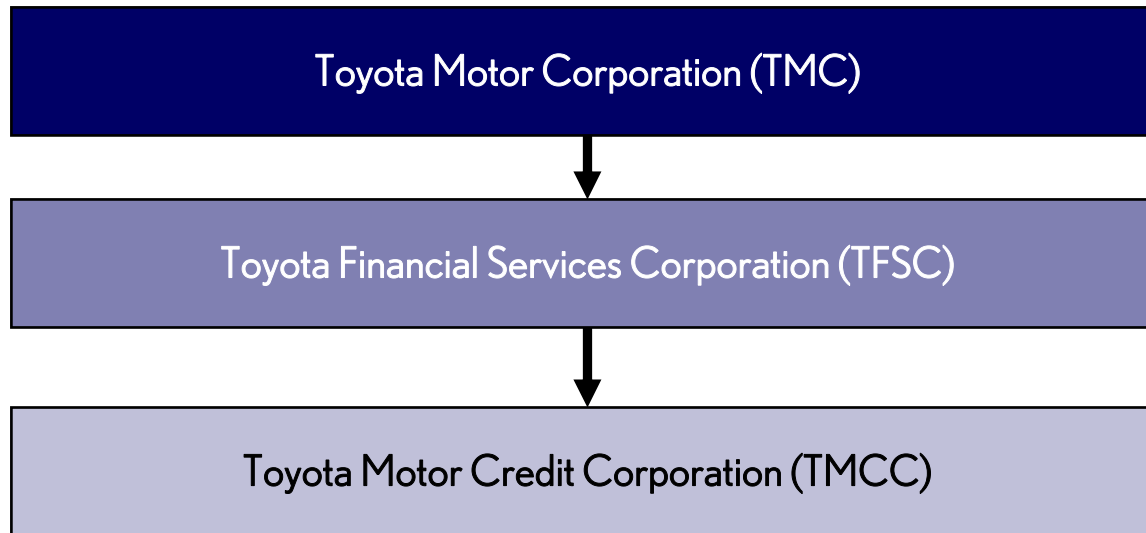 Toyota Motor Corporation (TMC)
Toyota Financial Services Corporation (TFSC)
Toyota Motor Credit Corporation (TMCC)